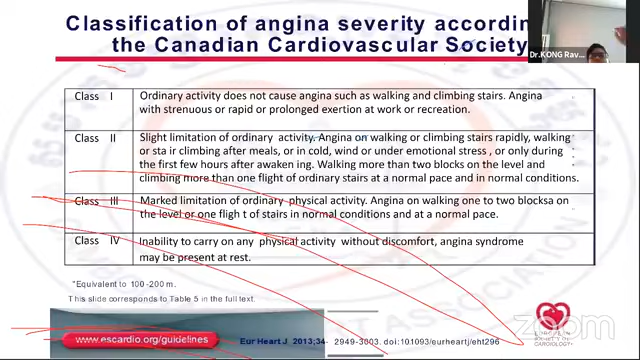 Classification of angina severity accordin
the Canadian Cardiovascular Society
Dr.KONG Rav...
Class I
Ordinary activity does not cause angina such as walking and climbing stairs. Angina
with strenuous or rapid or prolonged exertion at work or recreation.
Class II
Slight limitation of ordinary activity. Angina on walking or climbing stairs rapidly, walking
or sta ir climbing after meals, or in cold, wind or under emotional stress , or only during
the first few hours after awaken ing. Walking more than two blocks on the level and
climbing more than one flight of ordinary stairs at a normal pace and in normal conditions.
Class III
Marked limitation of ordinary physical activity. Angina on walking one to two blocksa on
the level or one fligh t of stairs in normal conditions and at a normal pace.
Class IV
Inability to carry on any physical activity without discomfort, angina syndrome
may be present at rest.
"Equivalent to 100-200 m.
This slide corresponds to Table 5 in the full text.
www.escardio.org/guidelines
Eur Heart J 2013;34- 2949-3003. doi:10.1093/eurheartj/eht296
zoom
EUROPEAN
SOCIETY OF
CARDIOLOGY